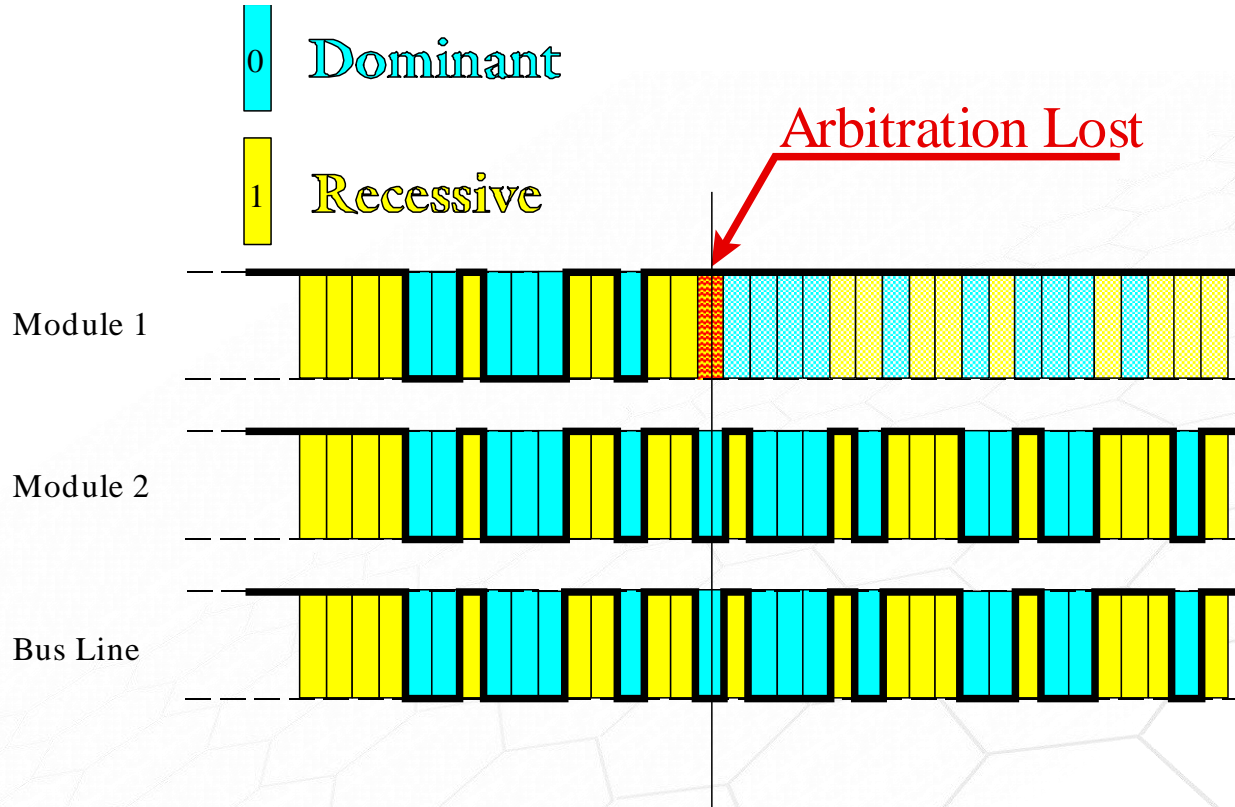 0 Dominant
Arbitration Lost
1 Recessive
Module 1
Module 2
Bus Line